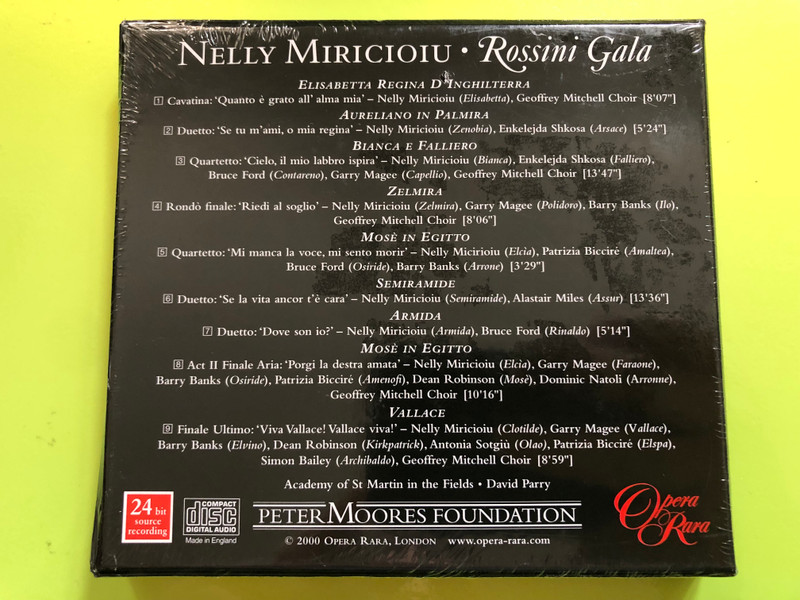 NELLY MIRICIOIU • Rossini Gala
ELISABETTA REGINA D'INGHILTERRA
1 Cavatina: ‘Quanto è grato all' alma mia’ – Nelly Miricioiu (Elisabetta), Geoffrey Mitchell Choir [8'07"]
AURELIANO IN PALMIRA
2 Duetto: ‘Se tu m'ami, o mia regina’ – Nelly Miricioiu (Zenobia), Enkelejda Shkosa (Arsace) [5'24"]
BIANCA E FALLIERO
3 Quartetto: ‘Cielo, il mio labbro ispira’ – Nelly Miricioiu (Bianca), Enkelejda Shkosa (Falliero),
Bruce Ford (Contareno), Garry Magee (Capellio), Geoffrey Mitchell Choir [13'47"]
ZELMIRA
4 Rondò finale: ‘Riedi al soglio’ – Nelly Miricioiu (Zelmira), Garry Magee (Polidoro), Barry Banks (Ilo),
Geoffrey Mitchell Choir [8'06"]
MOSÈ IN EGITTO
5 Quartetto: ‘Mi manca la voce, mi sento morir’ – Nelly Miricioiu (Elcìa), Patrizia Bicciré (Amaltea),
Bruce Ford (Osiride), Barry Banks (Arrone) [3'29"]
SEMIRAMIDE
6 Duetto: ‘Se la vita ancor t'è cara’ – Nelly Miricioiu (Semiramide), Alastair Miles (Assur) [13'36"]
ARMIDA
7 Duetto: ‘Dove son io?’ – Nelly Miricioiu (Armida), Bruce Ford (Rinaldo) [5'14"]
MOSÈ IN EGITTO
8 Act II Finale Aria: ‘Porgi la destra amata’ – Nelly Miricioiu (Elcìa), Garry Magee (Faraone),
Barry Banks (Osiride), Patrizia Bicciré (Amenofi), Dean Robinson (Mosè), Dominic Natoli (Arronne),
Geoffrey Mitchell Choir [10'16"]
VALLACE
9 Finale Ultimo: ‘Viva Vallace! Vallace viva!’ – Nelly Miricioiu (Clotilde), Garry Magee (Vallace),
Barry Banks (Elvino), Dean Robinson (Kirkpatrick), Antonia Sotgiù (Olao), Patrizia Bicciré (Elspa),
Simon Bailey (Archibaldo), Geoffrey Mitchell Choir [8'59"]
Academy of St Martin in the Fields • David Parry
24 bit
source
recording
COMPACT
disc
DIGITAL AUDIO
Made in England
PETER MOORES FOUNDATION
© 2000 OPERA RARA, LONDON www.opera-rara.com
Opera
Rara